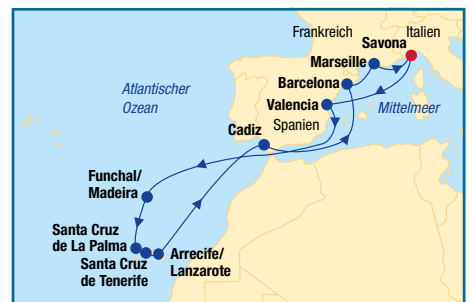 Frankreich
Italien
Savona
Marseille
Barcelona
Atlantischer
Ozean
Valencia
Mittelmeer
Spanien
Cadiz
Funchal/
Madeira
Santa Cruz
de La Palma
Arrecife/
Lanzarote
Santa Cruz
de Tenerife